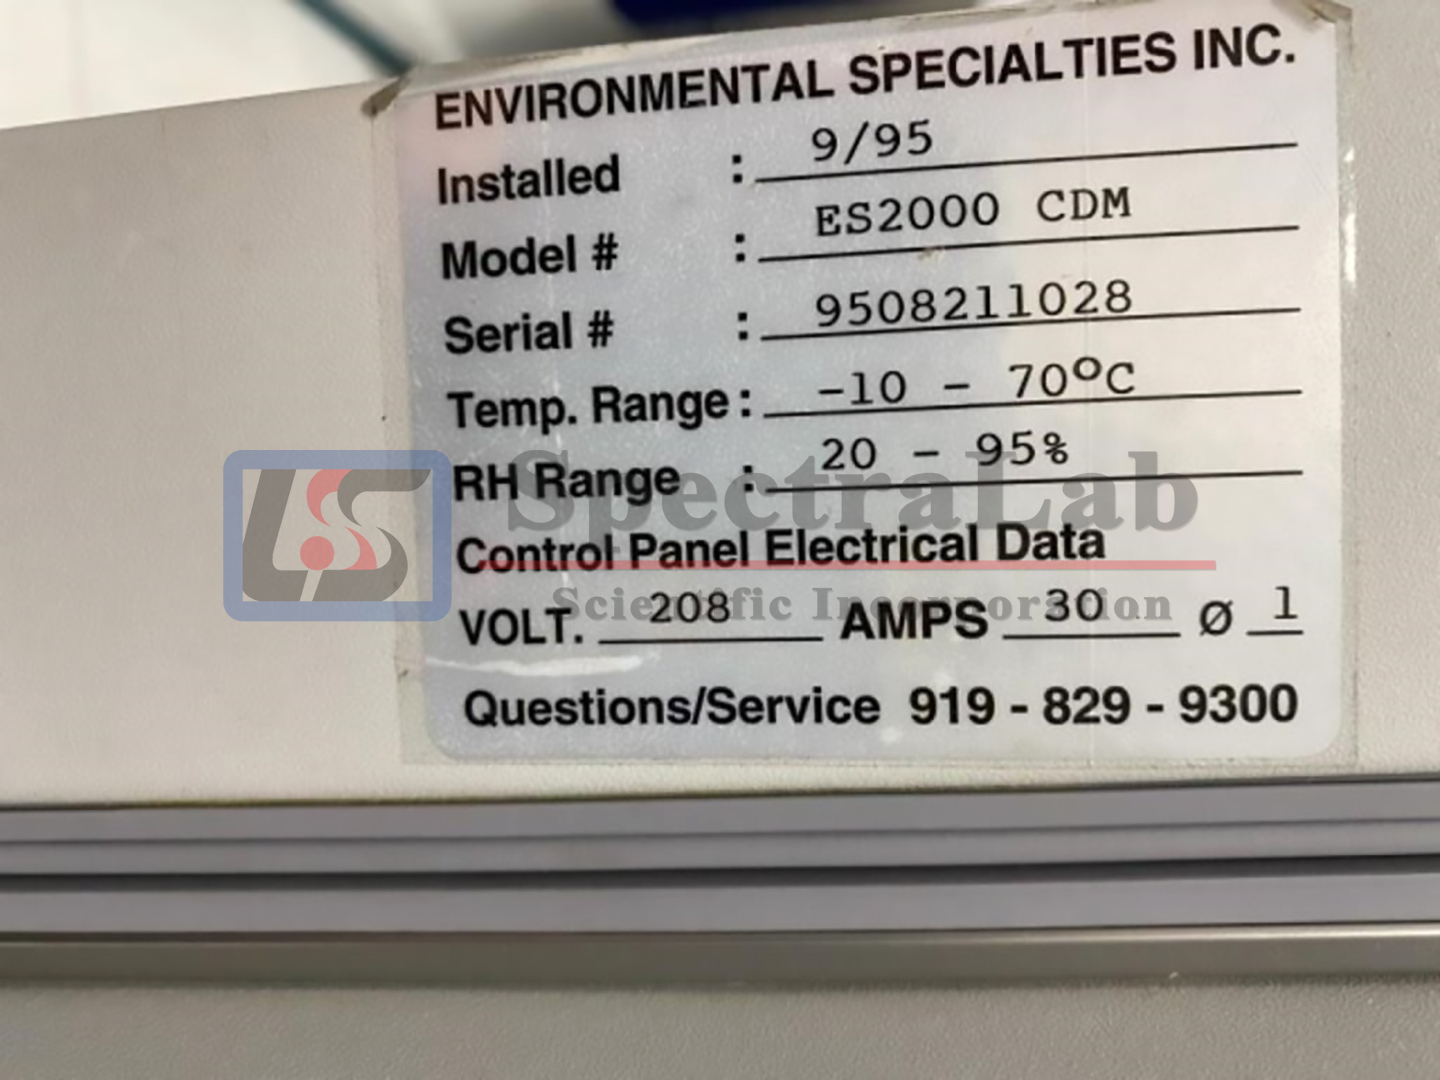 ENVIRONMENTAL SPECIALTIES INC.
Installed : 9/95
Model # : ES2000 CDM
Serial # : 9508211028
Temp. Range : -10 - 70°C
RH Range : 20 - 95%
SpectraLab
Control Panel Electrical Data
Scientific Incorporation
VOLT. 208 AMPS 30 Ø 1
Questions/Service 919 - 829 - 9300